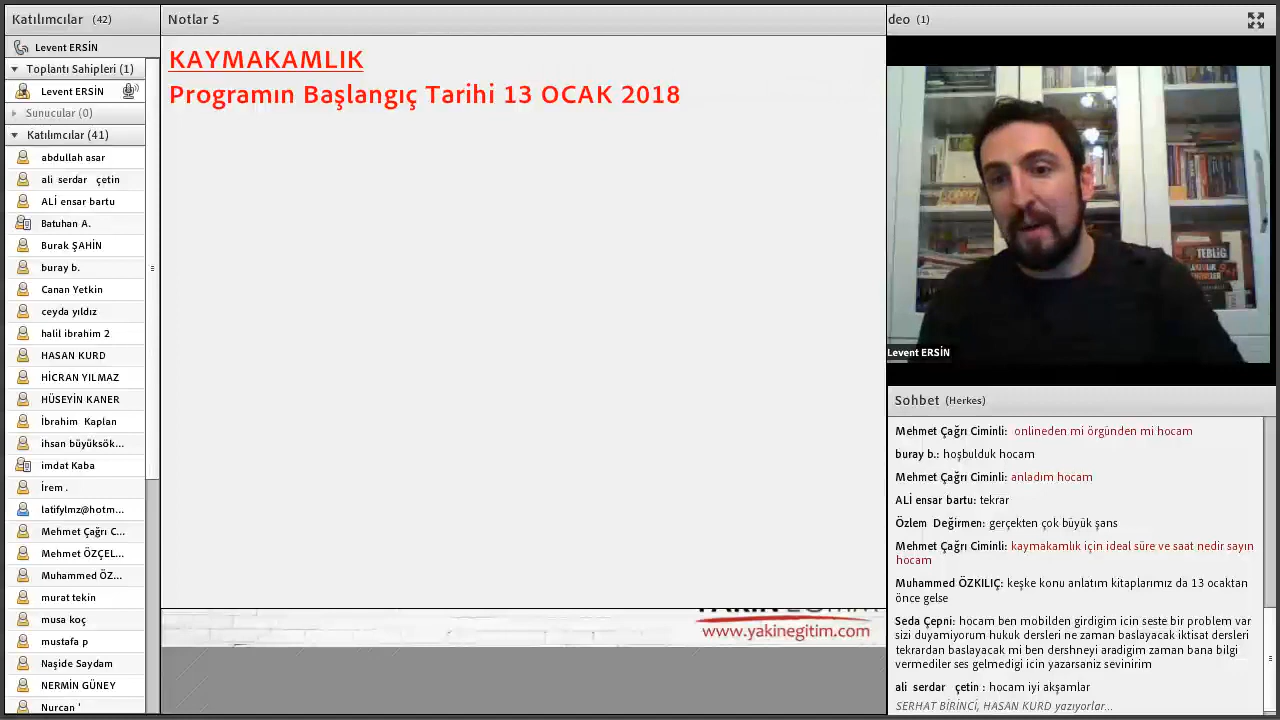 Katılımcılar (42)
Levent ERSİN
Toplantı Sahipleri (1)
Levent ERSİN
Sunucular (0)
Katılımcılar (41)
abdullah asar
ali serdar çetin
ALİ ensar bartu
Batuhan A.
Burak ŞAHİN
buray b.
Canan Yetkin
ceyda yıldız
halil ibrahim 2
HASAN KURD
HİCRAN YILMAZ
HÜSEYİN KANER
İbrahim Kaplan
ihsan büyüksök...
imdat Kaba
İrem .
latifylmz@hotm...
Mehmet Çağrı C...
Mehmet ÖZÇEL...
Muhammed ÖZ...
murat tekin
musa koç
mustafa p
Naşide Saydam
NERMİN GÜNEY
Nurcan '
Notlar 5
KAYMAKAMLIK
Programın Başlangıç Tarihi 13 OCAK 2018
YAKIN EĞİTİM
www.yakinegitim.com
deo (1)
TEBLİĞ
Levent ERSİN
Sohbet (Herkes)
Mehmet Çağrı Ciminli: onlineden mi örgünden mi hocam
buray b.: hoşbulduk hocam
Mehmet Çağrı Ciminli: anladım hocam
ALİ ensar bartu: tekrar
Özlem Değirmen: gerçekten çok büyük şans
Mehmet Çağrı Ciminli: kaymakamlık için ideal süre ve saat nedir sayın
hocam
Muhammed ÖZKILIÇ: keşke konu anlatım kitaplarımız da 13 ocaktan
önce gelse
Seda Çepni: hocam ben mobilden girdigim icin seste bir problem var
sizi duyamiyorum hukuk dersleri ne zaman baslayacak iktisat dersleri
tekrardan baslayacak mi ben dershneyi aradigim zaman bana bilgi
vermediler ses gelmedigi icin yazarsaniz sevinirim
ali serdar çetin : hocam iyi akşamlar
SERHAT BİRİNCİ, HASAN KURD yazıyorlar...